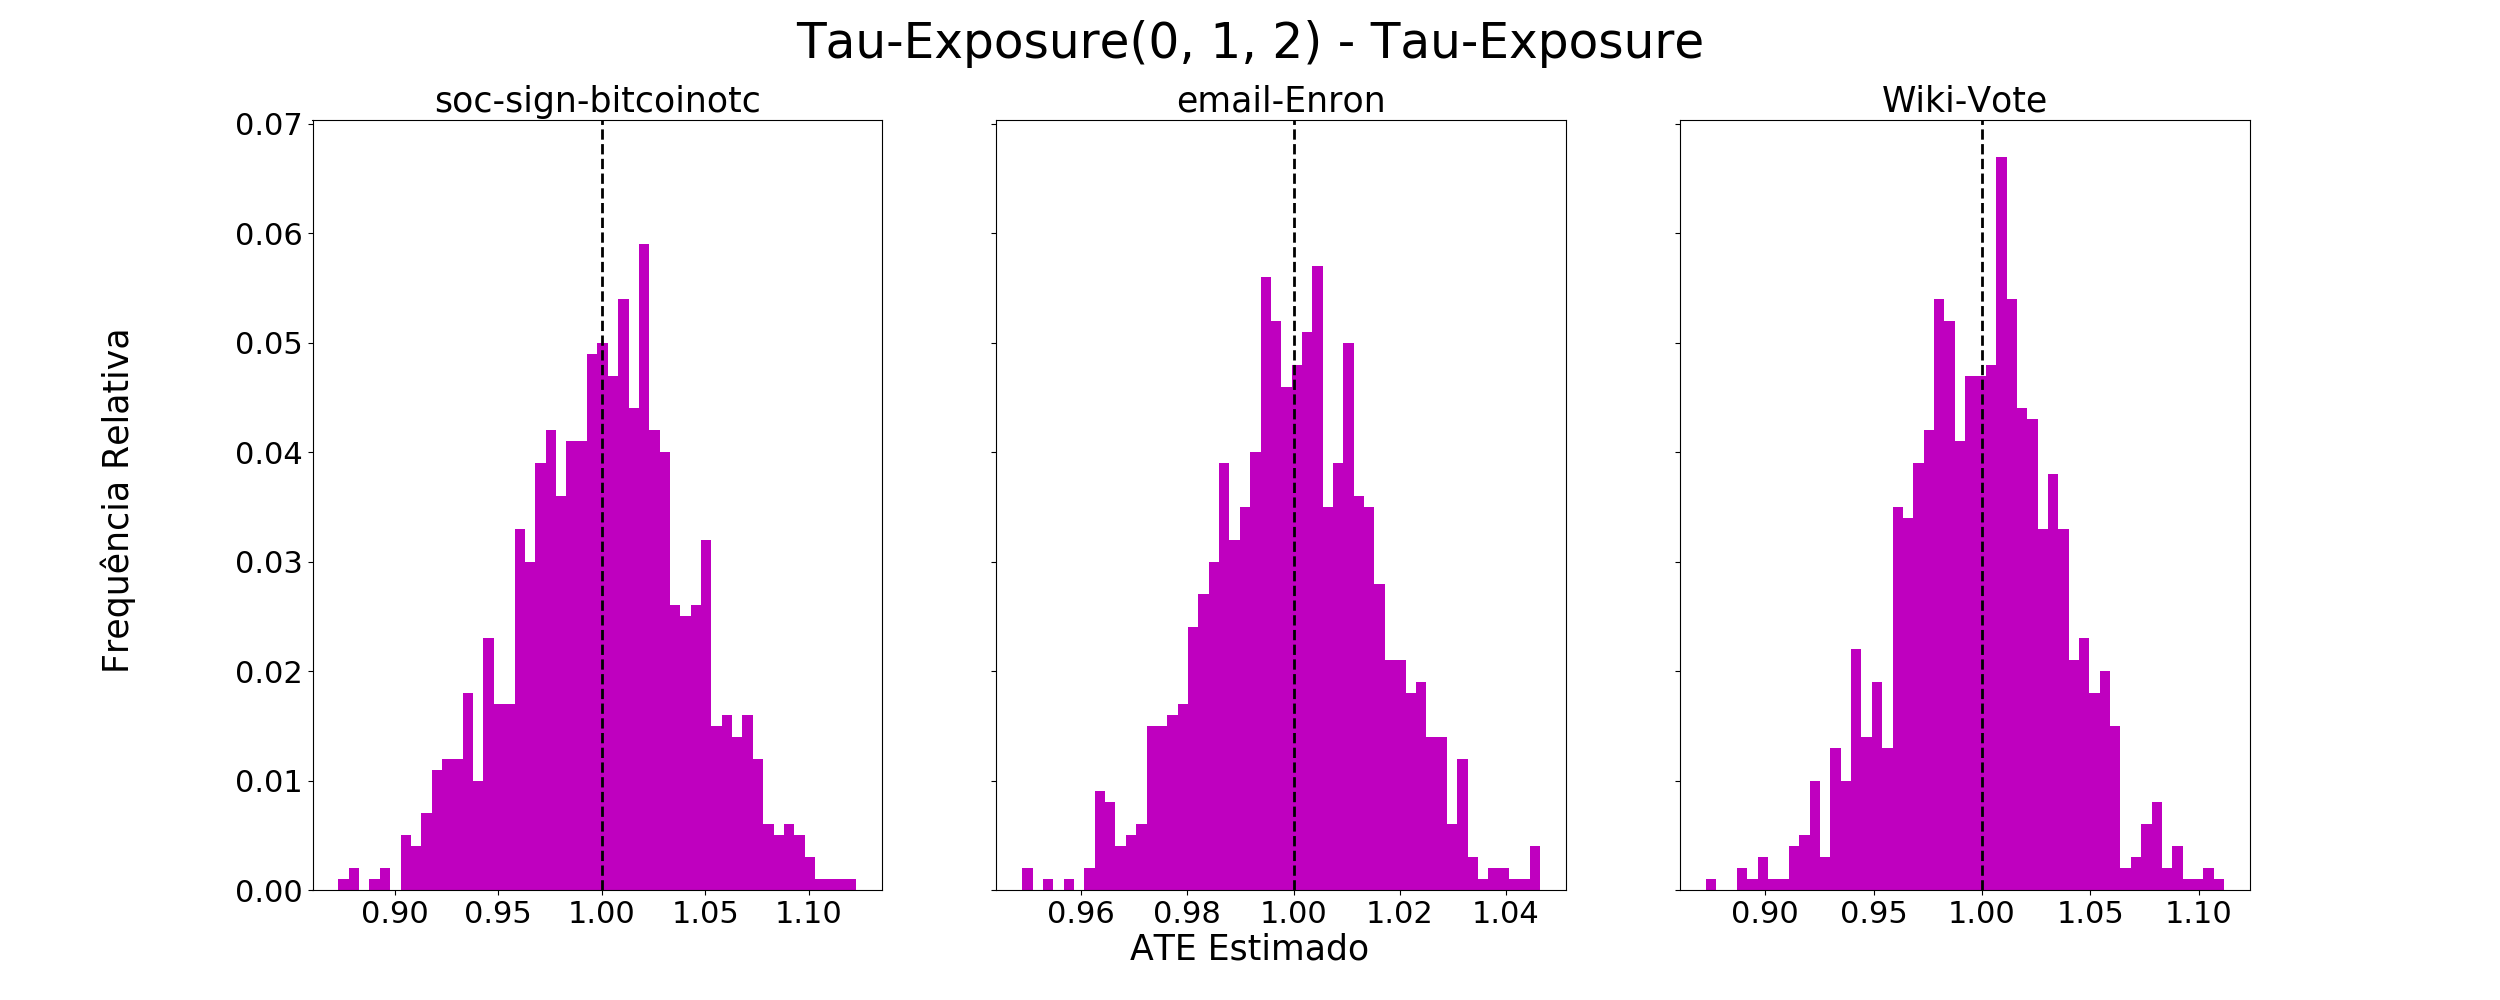 Tau-Exposure(0, 1, 2) - Tau-Exposure
soc-sign-bitcoinotc
email-Enron
Wiki-Vote
Frequência Relativa
0.07
0.06
0.05
0.04
0.03
0.02
0.01
0.00
0.90 0.95 1.00 1.05 1.10
0.96 0.98 1.00 1.02 1.04
0.90 0.95 1.00 1.05 1.10
ATE Estimado